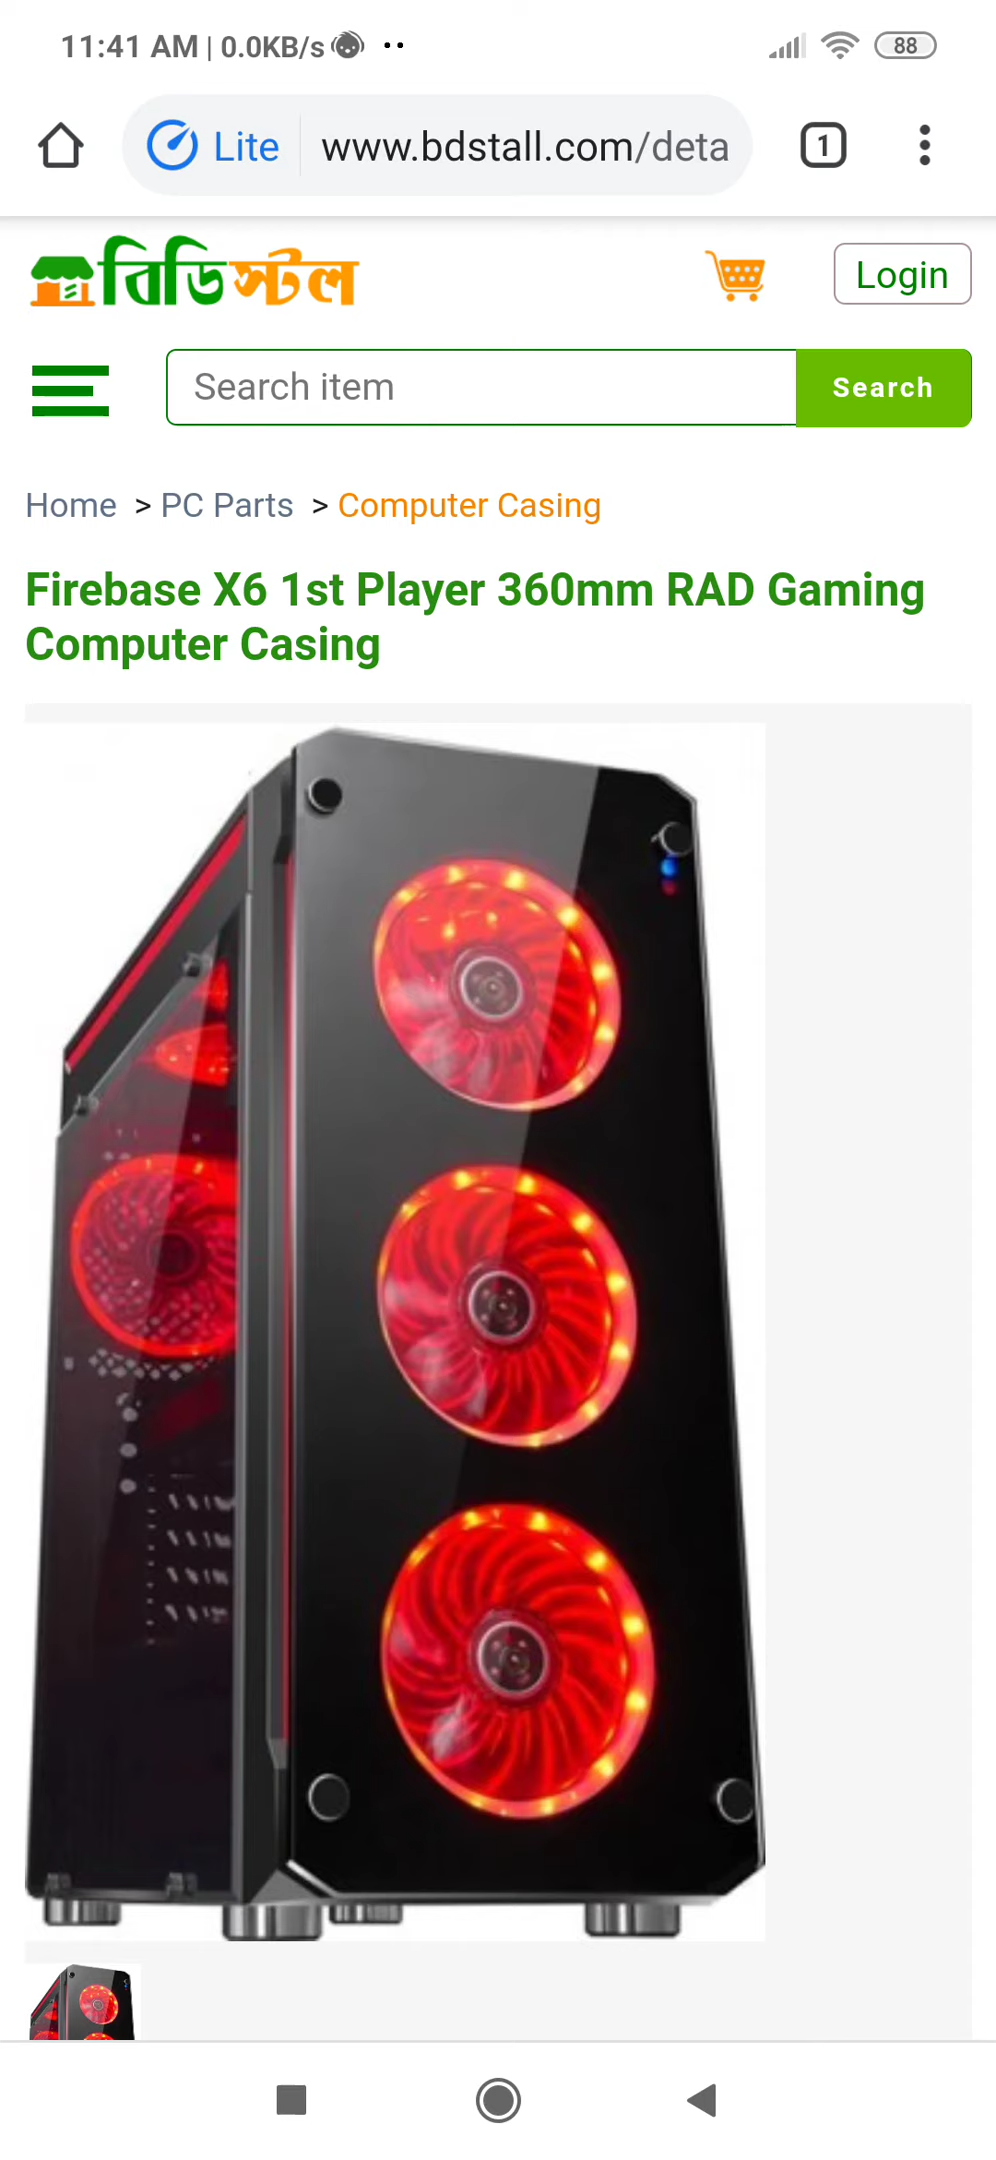 11:41 AM | 0.0KB/s
88
Lite
www.bdstall.com/deta
1
বিডিস্টল
Login
Search item
Search
Home > PC Parts > Computer Casing
Firebase X6 1st Player 360mm RAD Gaming
Computer Casing